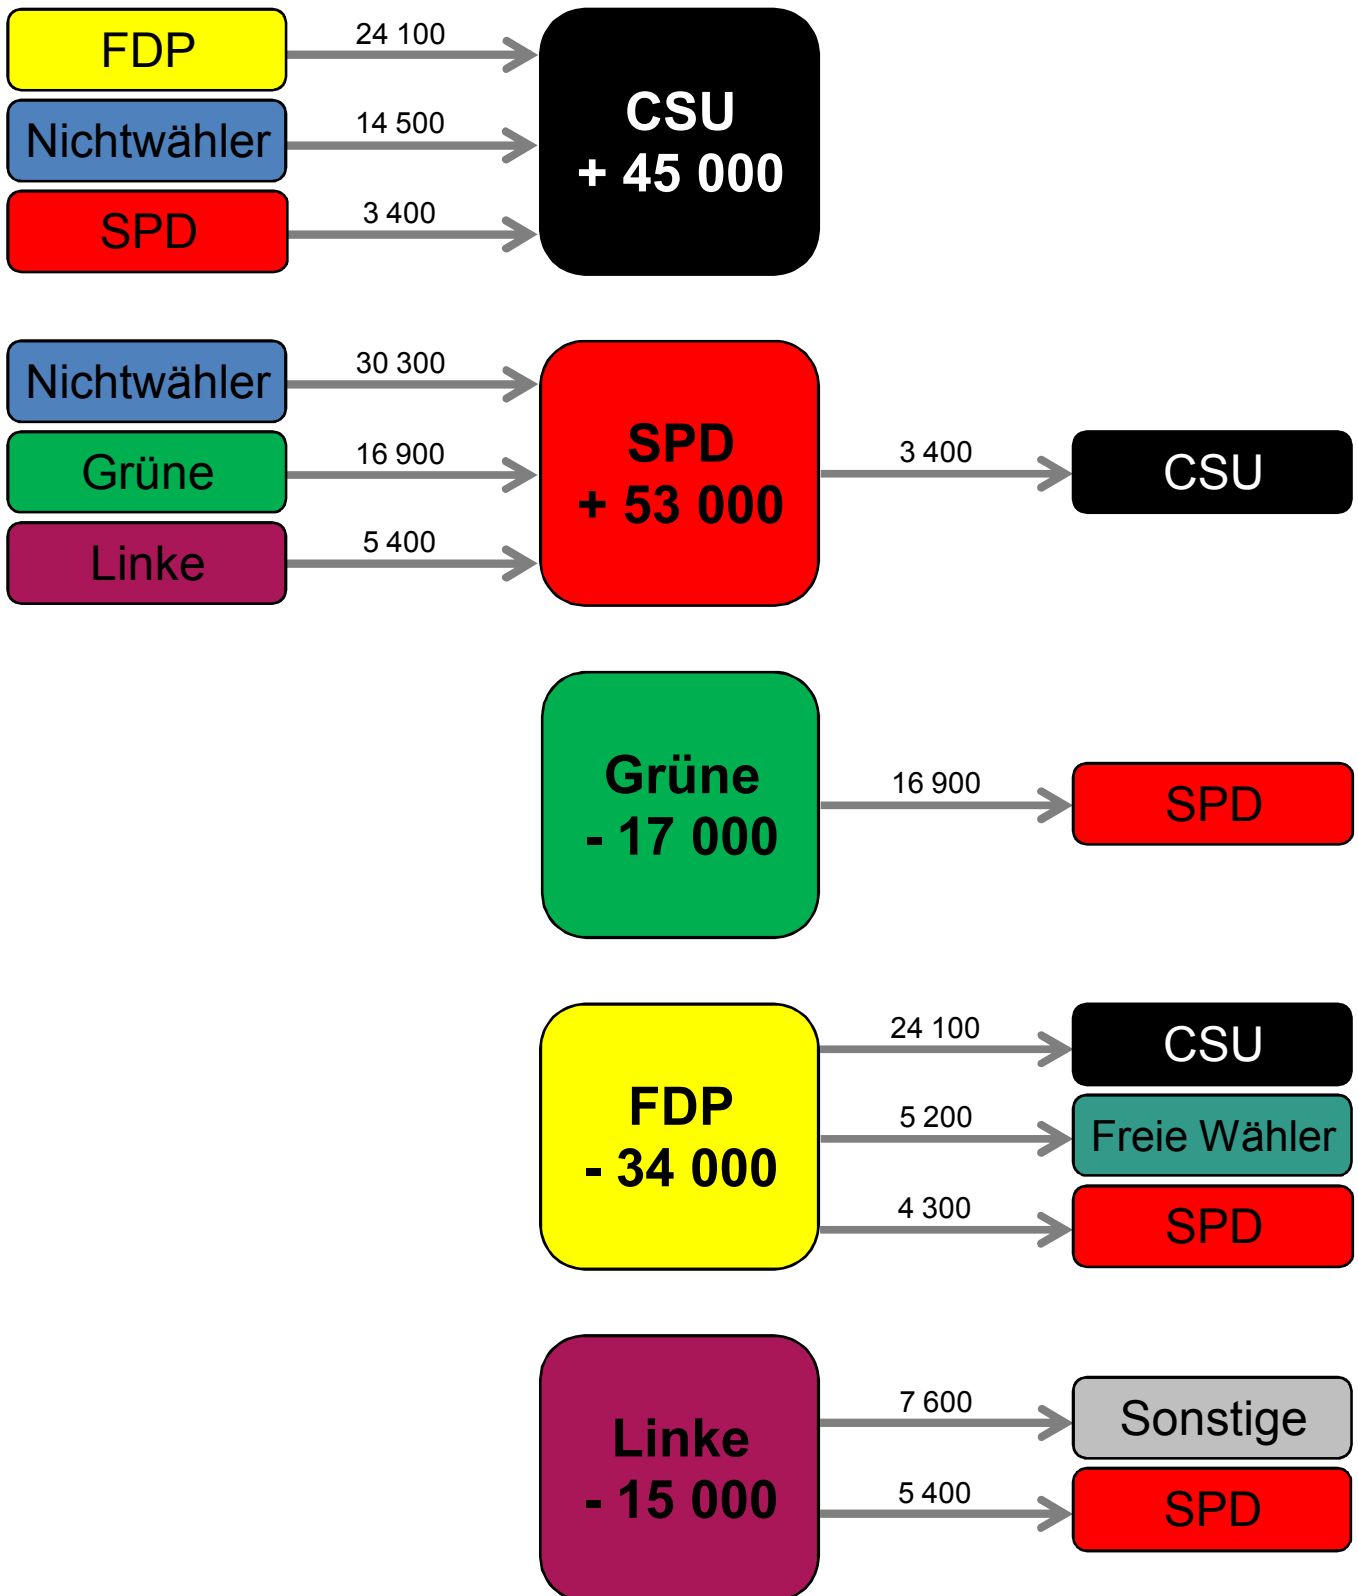 FDP
24 100
Nichtwähler
14 500
SPD
3 400
CSU
+ 45 000
Nichtwähler
30 300
Grüne
16 900
Linke
5 400
SPD
+ 53 000
3 400
CSU
Grüne
- 17 000
16 900
SPD
FDP
- 34 000
24 100
CSU
5 200
Freie Wähler
4 300
SPD
Linke
- 15 000
7 600
Sonstige
5 400
SPD